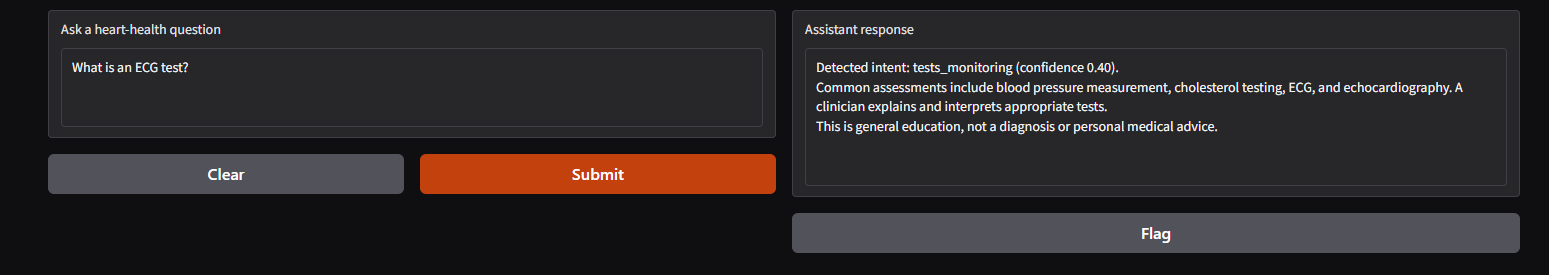 Ask a heart-health question
What is an ECG test?
Clear
Submit
Assistant response
Detected intent: tests_monitoring (confidence 0.40).
Common assessments include blood pressure measurement, cholesterol testing, ECG, and echocardiography. A
clinician explains and interprets appropriate tests.
This is general education, not a diagnosis or personal medical advice.
Flag